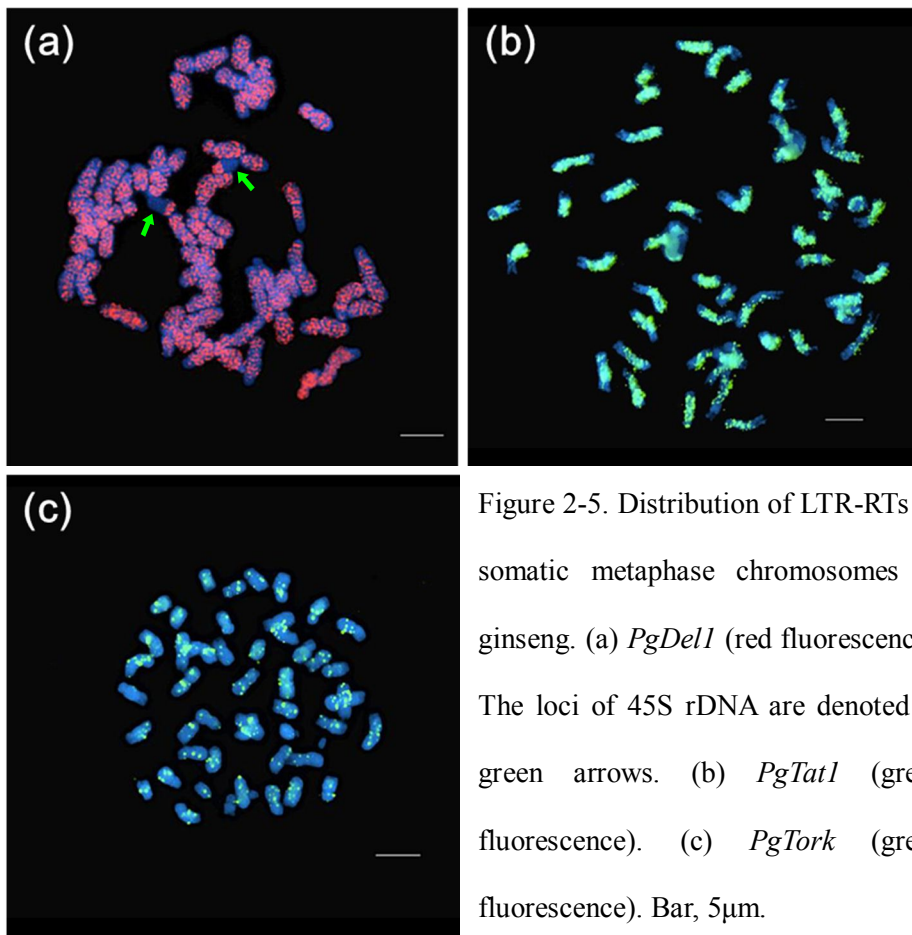 (a)
(b)
(c)
Figure 2-5. Distribution of LTR-RTs
somatic metaphase chromosomes
ginseng. (a) PgDel1 (red fluorescenc
The loci of 45S rDNA are denoted
green arrows. (b) PgTat1 (gre
fluorescence). (c) PgTork (gre
fluorescence). Bar, 5μm.